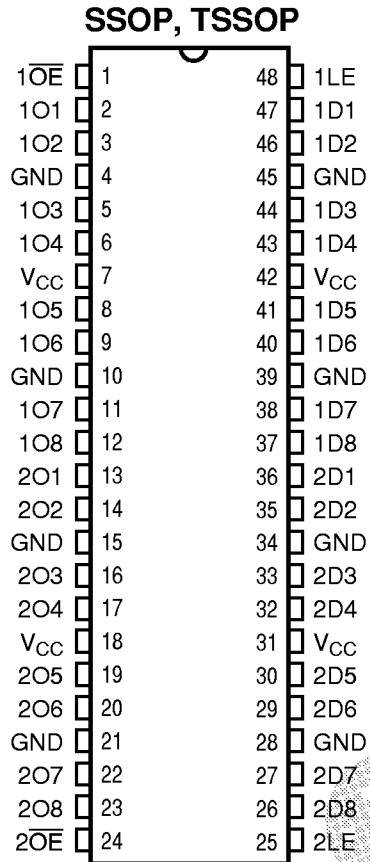 SSOP, TSSOP
1O̅E̅ 1 48 1LE
1O1 2 47 1D1
1O2 3 46 1D2
GND 4 45 GND
1O3 5 44 1D3
1O4 6 43 1D4
VCC 7 42 VCC
1O5 8 41 1D5
1O6 9 40 1D6
GND 10 39 GND
1O7 11 38 1D7
1O8 12 37 1D8
2O1 13 36 2D1
2O2 14 35 2D2
GND 15 34 GND
2O3 16 33 2D3
2O4 17 32 2D4
VCC 18 31 VCC
2O5 19 30 2D5
2O6 20 29 2D6
GND 21 28 GND
2O7 22 27 2D7
2O8 23 26 2D8
2O̅E̅ 24 25 2LE